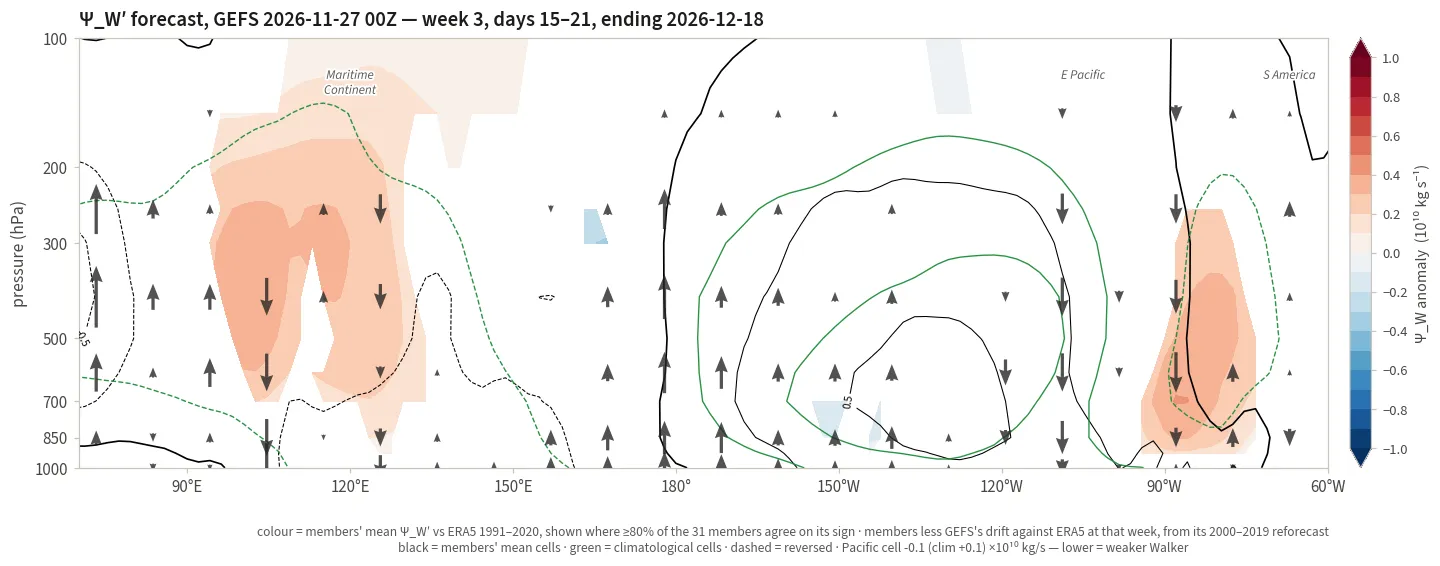 Ψ_W′ forecast, GEFS 2026-11-27 00Z — week 3, days 15–21, ending 2026-12-18
100
200
300
500
700
850
1000
pressure (hPa)
Maritime
Continent
E Pacific
S America
0.5
0.5
90°E
120°E
150°E
180°
150°W
120°W
90°W
60°W
1.0
0.8
0.6
0.4
0.2
0.0
−0.2
−0.4
−0.6
−0.8
−1.0
Ψ_W anomaly (10¹⁰ kg s⁻¹)
colour = members' mean Ψ_W′ vs ERA5 1991–2020, shown where ≥80% of the 31 members agree on its sign · members less GEFS's drift against ERA5 at that week, from its 2000–2019 reforecast
black = members' mean cells · green = climatological cells · dashed = reversed · Pacific cell -0.1 (clim +0.1) ×10¹⁰ kg/s — lower = weaker Walker